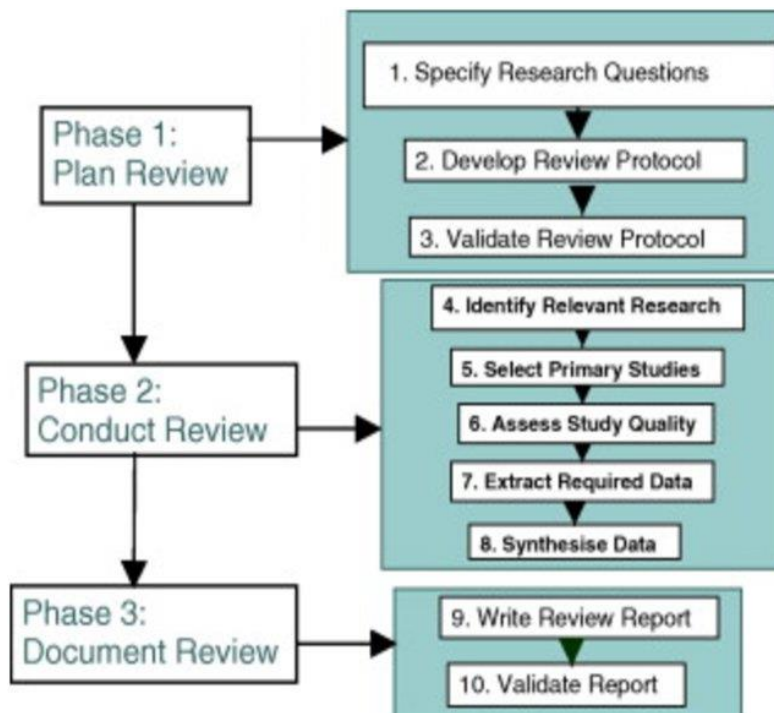 Phase 1:
Plan Review
1. Specify Research Questions
2. Develop Review Protocol
3. Validate Review Protocol
Phase 2:
Conduct Review
4. Identify Relevant Research
5. Select Primary Studies
6. Assess Study Quality
7. Extract Required Data
8. Synthesise Data
Phase 3:
Document Review
9. Write Review Report
10. Validate Report